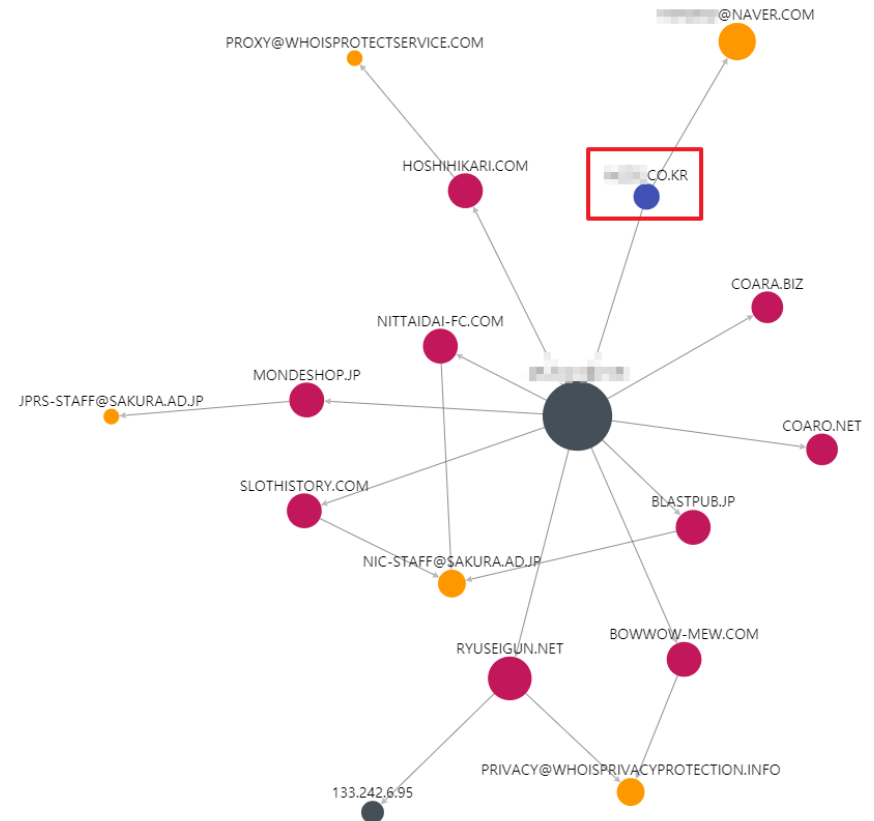 @NAVER.COM
PROXY@WHOISPROTECTSERVICE.COM
HOSHIHIKARI.COM
CO.KR
COARA.BIZ
NITTAIDAI-FC.COM
MONDESHOP.JP
JPRS-STAFF@SAKURA.AD.JP
COARO.NET
SLOTHISTORY.COM
BLASTPUB.JP
NIC-STAFF@SAKURA.AD.JP
BOWWOW-MEW.COM
RYUSEIGUN.NET
PRIVACY@WHOISPRIVACYPROTECTION.INFO
133.242.6.95